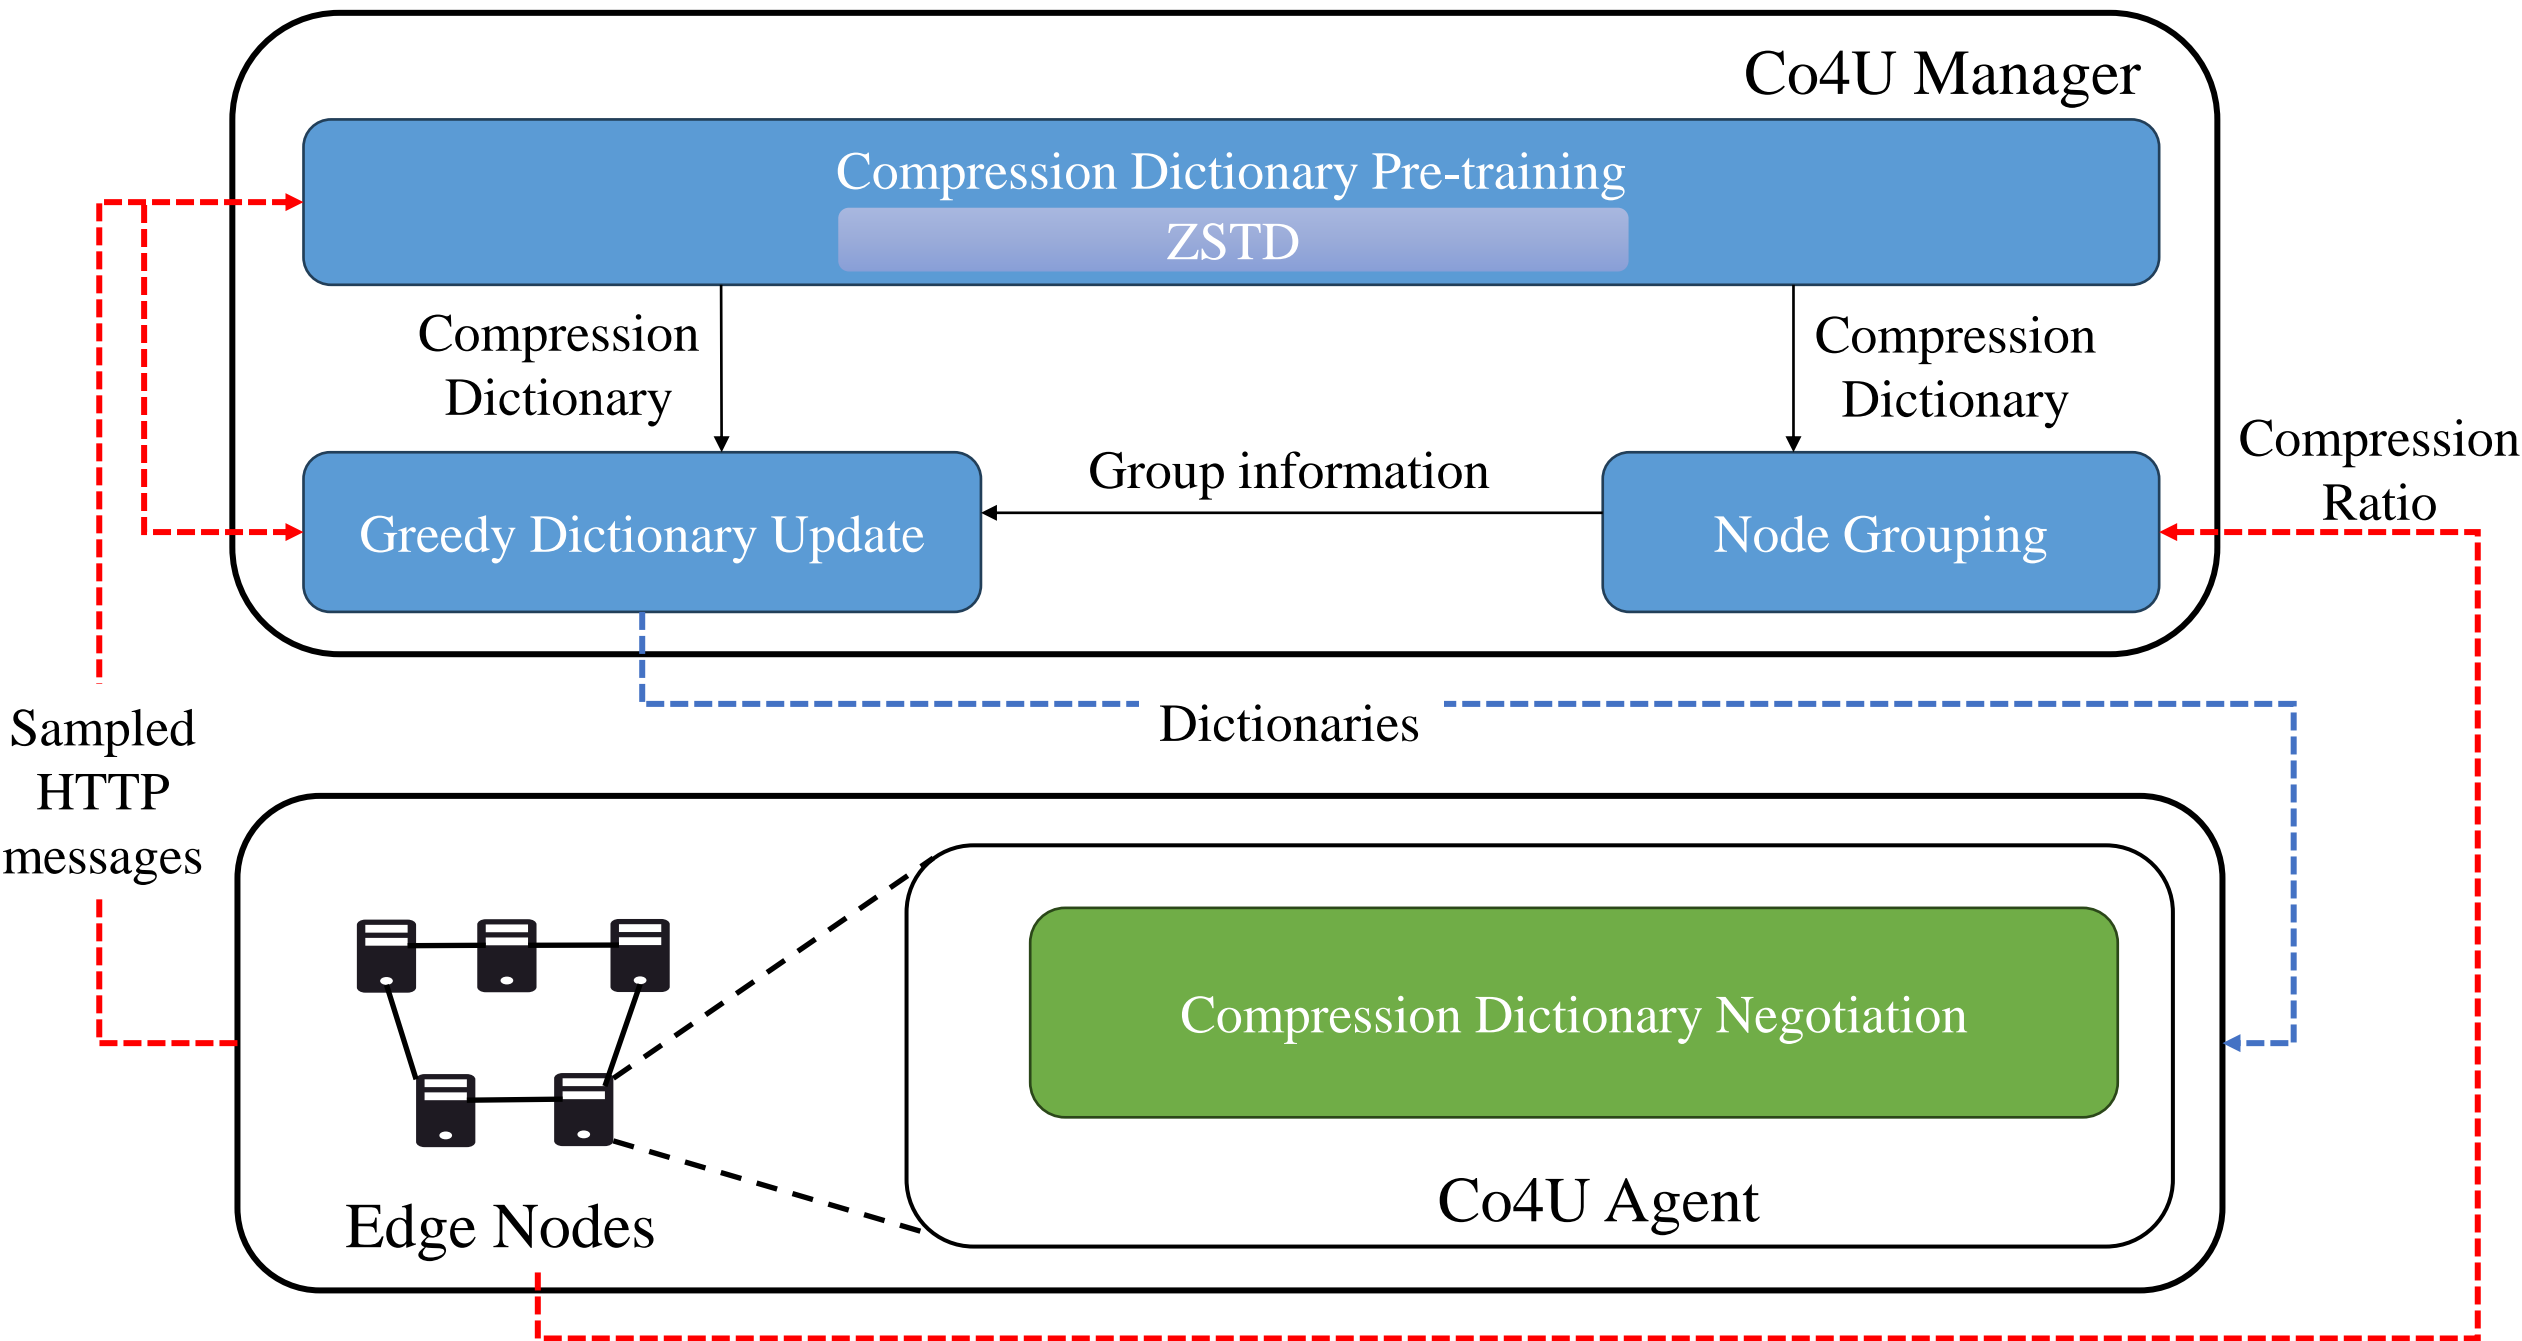 Co4U Manager
Compression Dictionary Pre-training
ZSTD
Compression
Dictionary
Compression
Dictionary
Compression
Ratio
Group information
Greedy Dictionary Update
Node Grouping
Sampled
HTTP
messages
Dictionaries
Compression Dictionary Negotiation
Co4U Agent
Edge Nodes